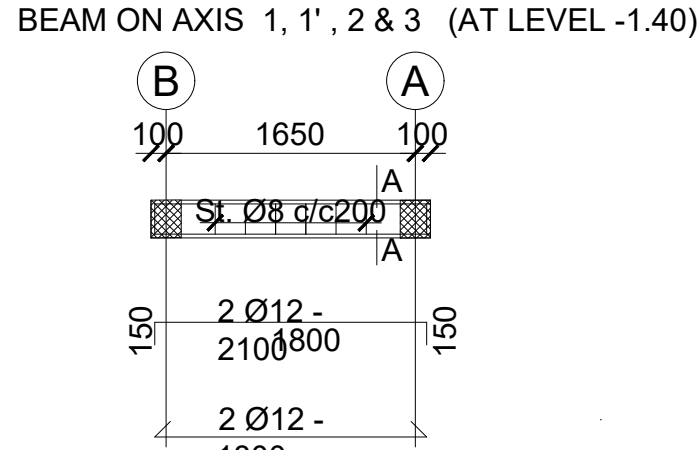 BEAM ON AXIS 1, 1' , 2 & 3 (AT LEVEL -1.40)
B A
100 1650 100
A
St. Ø8 c/c200
A
2 Ø12 -
2100 1800
150 150
2 Ø12 -